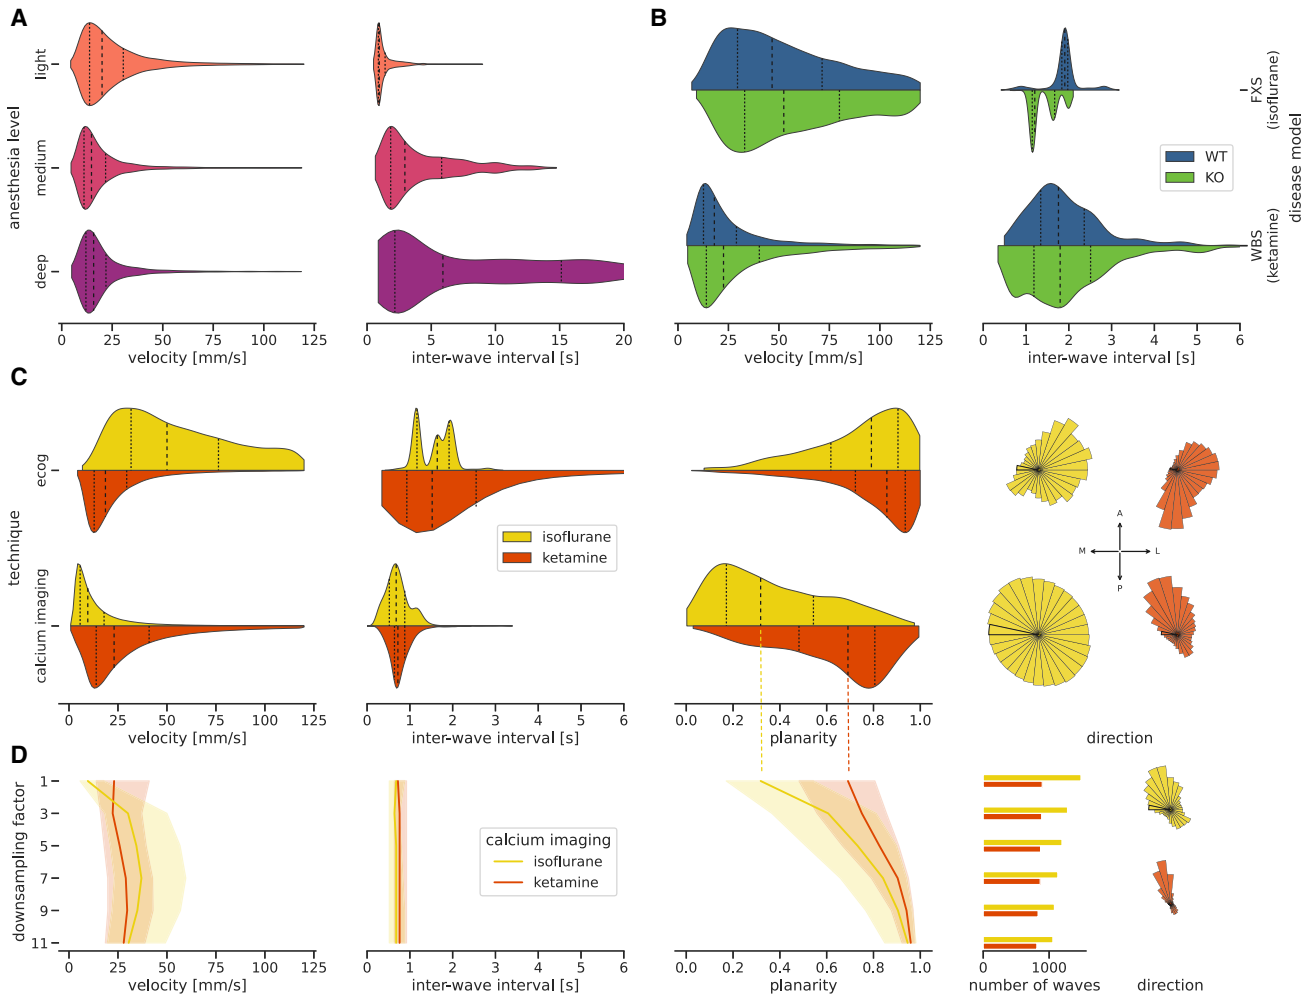 A
B
anesthesia level
light
medium
deep
0 25 50 75 100 125
velocity [mm/s]
0 5 10 15 20
inter-wave interval [s]
WT
KO
0 25 50 75 100 125
velocity [mm/s]
0 1 2 3 4 5 6
inter-wave interval [s]
FXS
(isoflurane)
WBS
(ketamine)
disease model
C
technique
ecog
calcium imaging
isoflurane
ketamine
A
M L
P
0 25 50 75 100 125
velocity [mm/s]
0 1 2 3 4 5 6
inter-wave interval [s]
0.0 0.2 0.4 0.6 0.8 1.0
planarity
direction
D
downsampling factor
1
3
5
7
9
11
calcium imaging
isoflurane
ketamine
0 25 50 75 100 125
velocity [mm/s]
0 1 2 3 4 5 6
inter-wave interval [s]
0.0 0.2 0.4 0.6 0.8 1.0
planarity
0 1000
number of waves
direction